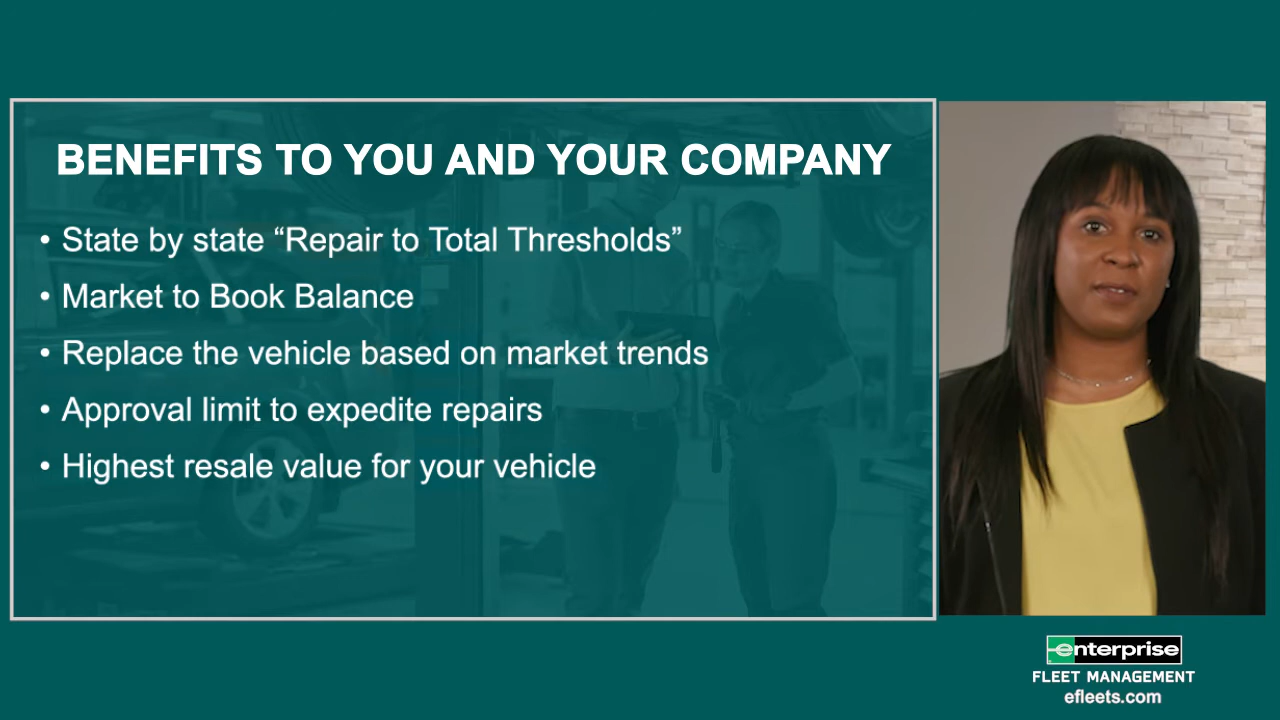 BENEFITS TO YOU AND YOUR COMPANY
• State by state “Repair to Total Thresholds”
• Market to Book Balance
• Replace the vehicle based on market trends
• Approval limit to expedite repairs
• Highest resale value for your vehicle
enterprise
FLEET MANAGEMENT
efleets.com